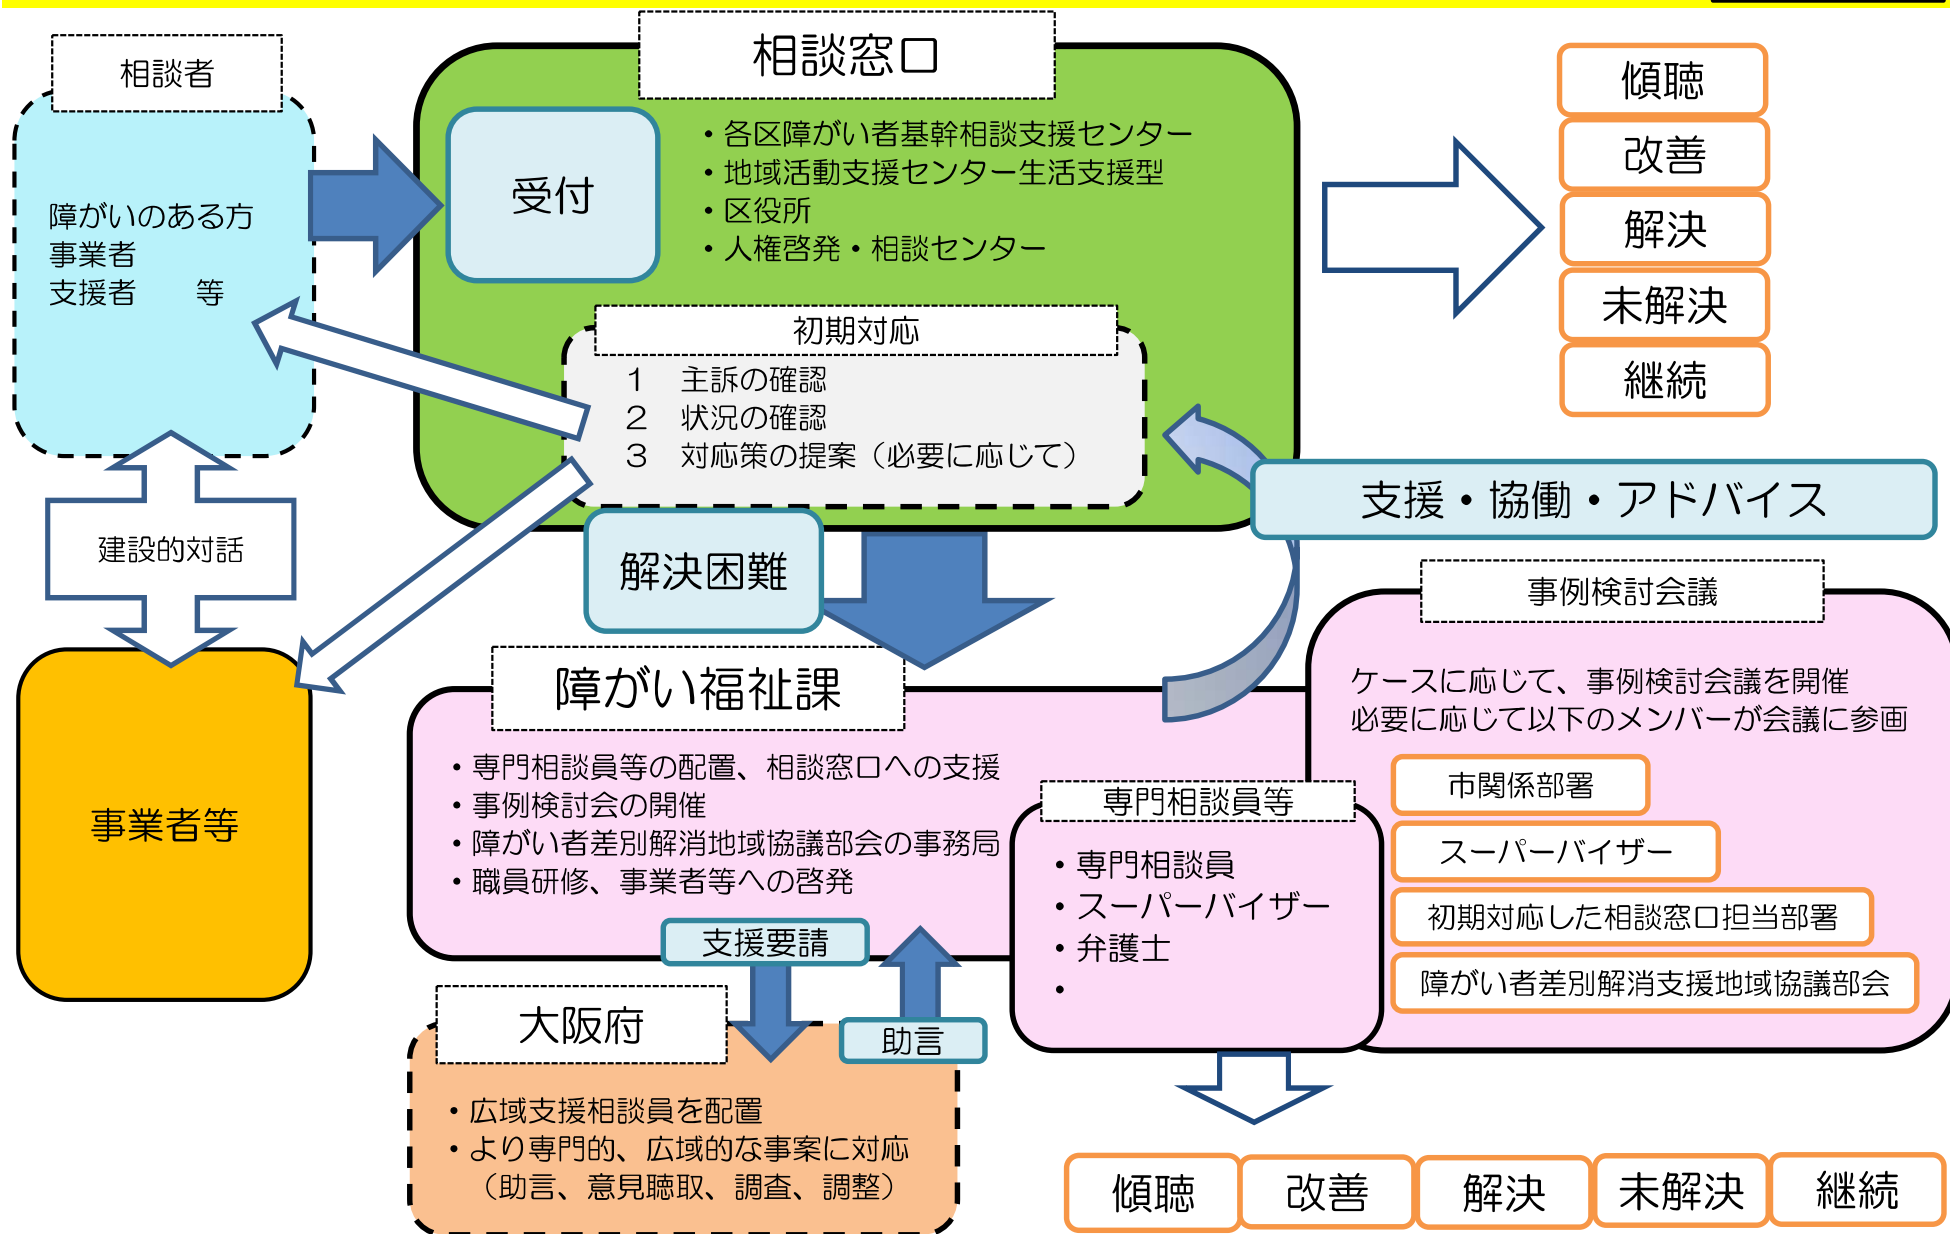 相談者
障がいのある方
事業者
支援者　　等
相談窓口
受付
・各区障がい者基幹相談支援センター
・地域活動支援センター生活支援型
・区役所
・人権啓発・相談センター
初期対応
1　主訴の確認
2　状況の確認
3　対応策の提案（必要に応じて）
傾聴
改善
解決
未解決
継続
支援・協働・アドバイス
建設的対話
解決困難
事業者等
障がい福祉課
・専門相談員等の配置、相談窓口への支援
・事例検討会の開催
・障がい者差別解消地域協議部会の事務局
・職員研修、事業者等への啓発
専門相談員等
・専門相談員
・スーパーバイザー
・弁護士
・
事例検討会議
ケースに応じて、事例検討会議を開催
必要に応じて以下のメンバーが会議に参画
市関係部署
スーパーバイザー
初期対応した相談窓口担当部署
障がい者差別解消支援地域協議部会
支援要請
助言
大阪府
・広域支援相談員を配置
・より専門的、広域的な事案に対応
（助言、意見聴取、調査、調整）
傾聴
改善
解決
未解決
継続